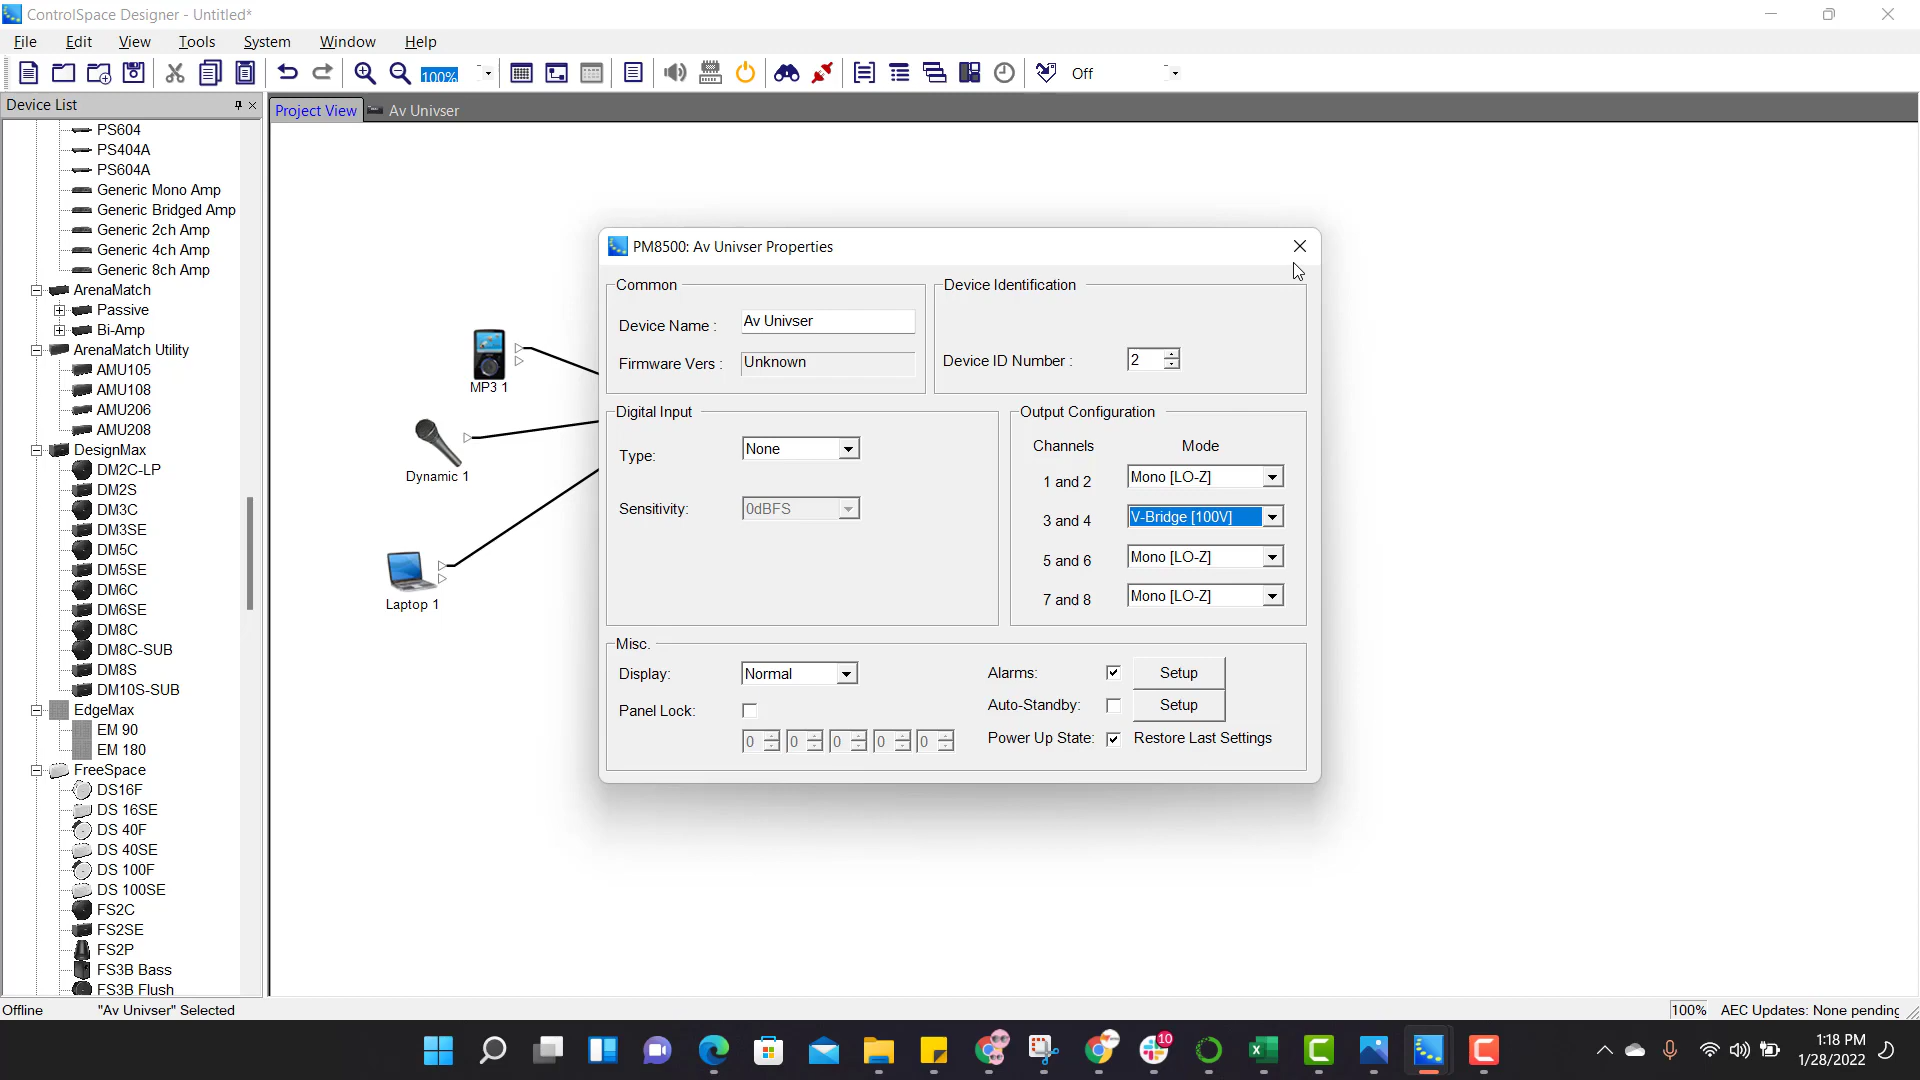 ControlSpace Designer - Untitled*
File Edit View Tools System Window Help
100% Off
Device List
Project View Av Univser
PS604
PS404A
PS604A
Generic Mono Amp
Generic Bridged Amp
Generic 2ch Amp
Generic 4ch Amp
Generic 8ch Amp
ArenaMatch
Passive
Bi-Amp
ArenaMatch Utility
AMU105
AMU108
AMU206
AMU208
DesignMax
DM2C-LP
DM2S
DM3C
DM3SE
DM5C
DM5SE
DM6C
DM6SE
DM8C
DM8C-SUB
DM8S
DM10S-SUB
EdgeMax
EM 90
EM 180
FreeSpace
DS16F
DS 16SE
DS 40F
DS 40SE
DS 100F
DS 100SE
FS2C
FS2SE
FS2P
FS3B Bass
FS3B Flush
MP3 1
Dynamic 1
Laptop 1
PM8500: Av Univser Properties
Common
Device Name : Av Univser
Firmware Vers : Unknown
Device Identification
Device ID Number : 2
Digital Input
Type: None
Sensitivity: 0dBFS
Output Configuration
Channels Mode
1 and 2 Mono [LO-Z]
3 and 4 V-Bridge [100V]
5 and 6 Mono [LO-Z]
7 and 8 Mono [LO-Z]
Misc.
Display: Normal
Panel Lock:
0 0 0 0 0
Alarms: Setup
Auto-Standby: Setup
Power Up State: Restore Last Settings
Offline "Av Univser" Selected
100% AEC Updates: None pending
10
1:18 PM
1/28/2022